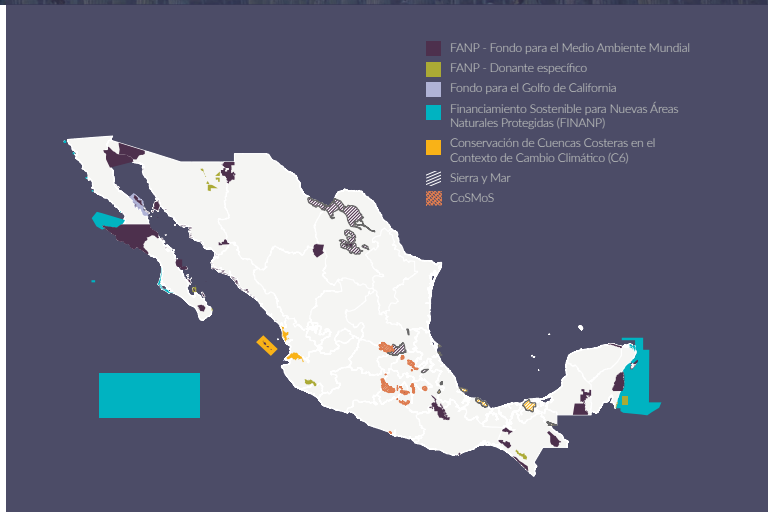 FANP - Fondo para el Medio Ambiente Mundial
FANP - Donante específico
Fondo para el Golfo de California
Financiamiento Sostenible para Nuevas Áreas
Naturales Protegidas (FINANP)
Conservación de Cuencas Costeras en el
Contexto de Cambio Climático (C6)
Sierra y Mar
CoSMoS